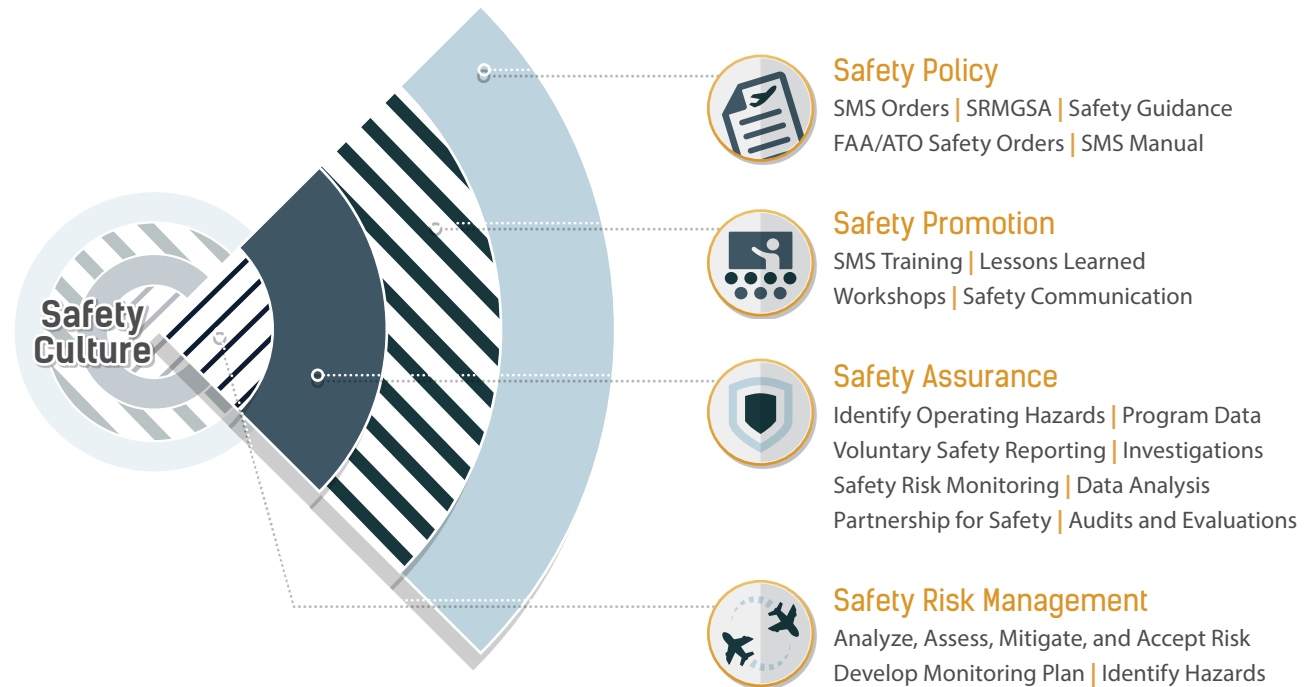 Safety
Culture
Safety Policy
SMS Orders | SRMGSA | Safety Guidance
FAA/ATO Safety Orders | SMS Manual
Safety Promotion
SMS Training | Lessons Learned
Workshops | Safety Communication
Safety Assurance
Identify Operating Hazards | Program Data
Voluntary Safety Reporting | Investigations
Safety Risk Monitoring | Data Analysis
Partnership for Safety | Audits and Evaluations
Safety Risk Management
Analyze, Assess, Mitigate, and Accept Risk
Develop Monitoring Plan | Identify Hazards